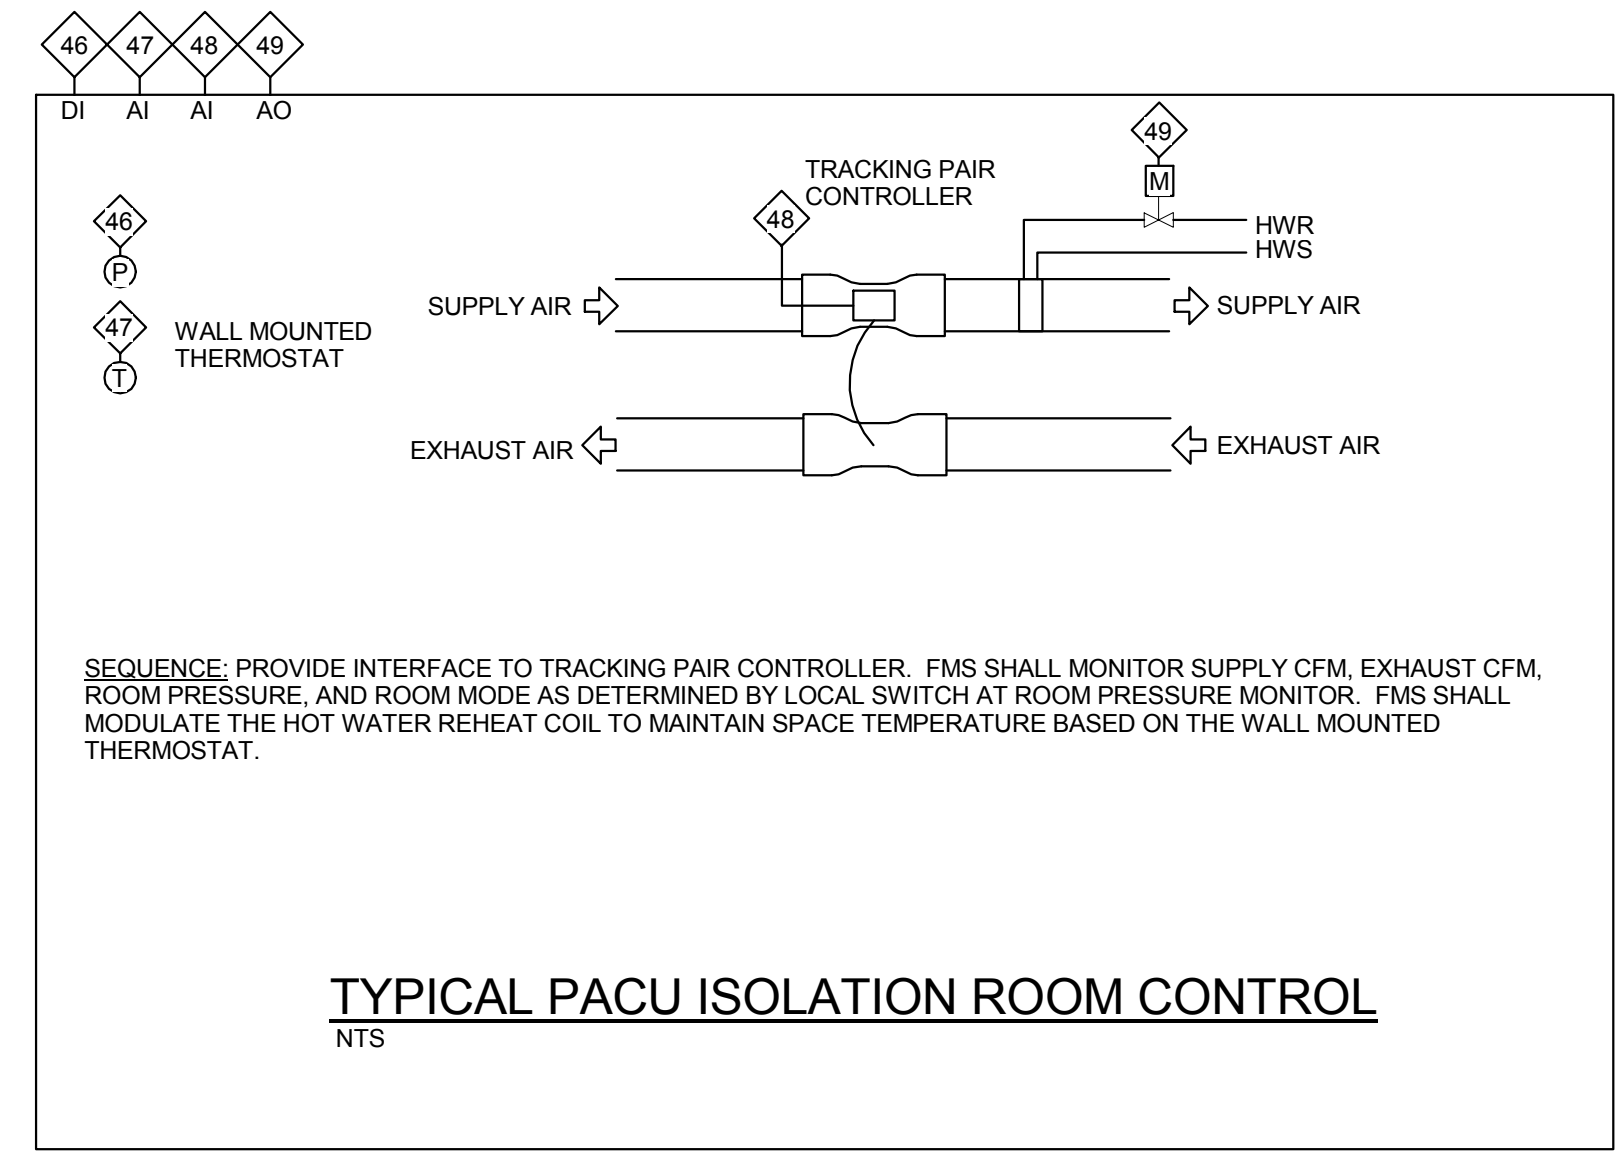 46 47 48 49
DI AI AI AO
49
M
TRACKING PAIR
CONTROLLER
48
46
P
HWR
HWS
SUPPLY AIR
SUPPLY AIR
47
T
WALL MOUNTED
THERMOSTAT
EXHAUST AIR
EXHAUST AIR
SEQUENCE: PROVIDE INTERFACE TO TRACKING PAIR CONTROLLER. FMS SHALL MONITOR SUPPLY CFM, EXHAUST CFM,
ROOM PRESSURE, AND ROOM MODE AS DETERMINED BY LOCAL SWITCH AT ROOM PRESSURE MONITOR. FMS SHALL
MODULATE THE HOT WATER REHEAT COIL TO MAINTAIN SPACE TEMPERATURE BASED ON THE WALL MOUNTED
THERMOSTAT.
TYPICAL PACU ISOLATION ROOM CONTROL
NTS